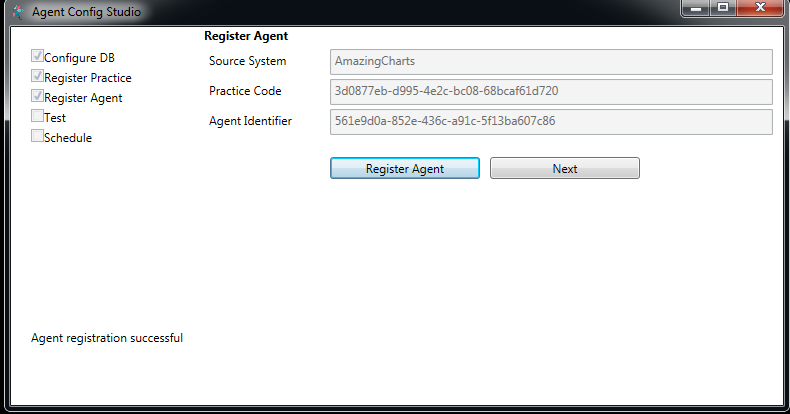 Agent Config Studio
Register Agent
Configure DB
Register Practice
Register Agent
Test
Schedule
Source System AmazingCharts
Practice Code 3d0877eb-d995-4e2c-bc08-68bcaf61d720
Agent Identifier 561e9d0a-852e-436c-a91c-5f13ba607c86
Register Agent Next
Agent registration successful